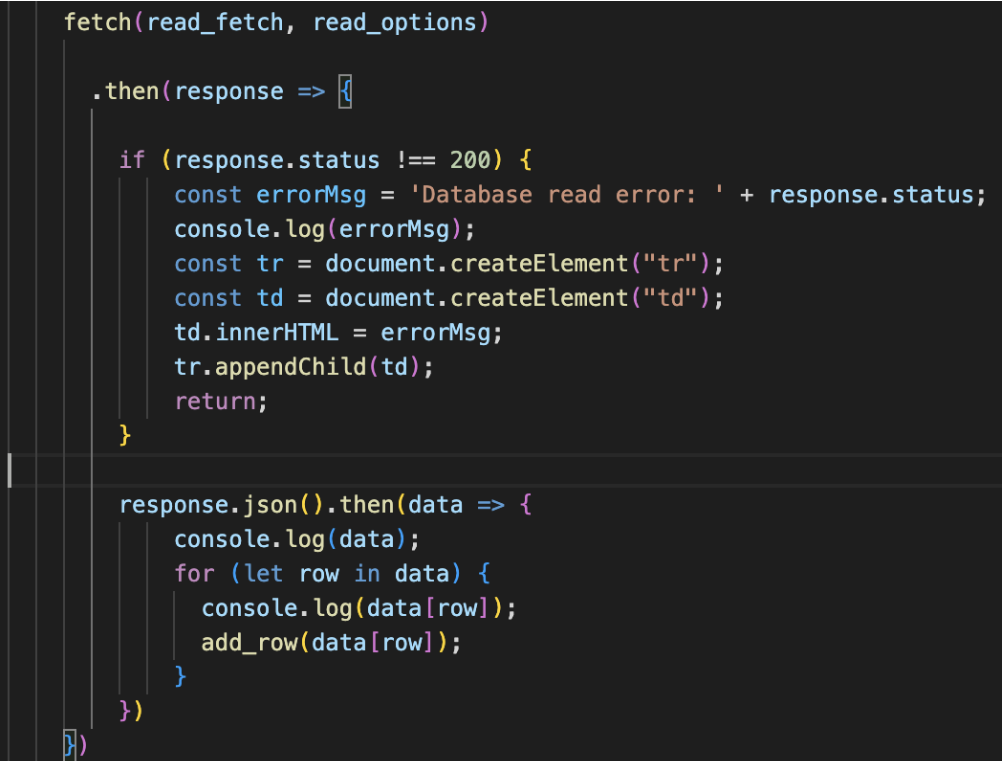 fetch(read_fetch, read_options)
.then(response => {
if (response.status !== 200) {
const errorMsg = 'Database read error: ' + response.status;
console.log(errorMsg);
const tr = document.createElement("tr");
const td = document.createElement("td");
td.innerHTML = errorMsg;
tr.appendChild(td);
return;
}
response.json().then(data => {
console.log(data);
for (let row in data) {
console.log(data[row]);
add_row(data[row]);
}
})
})